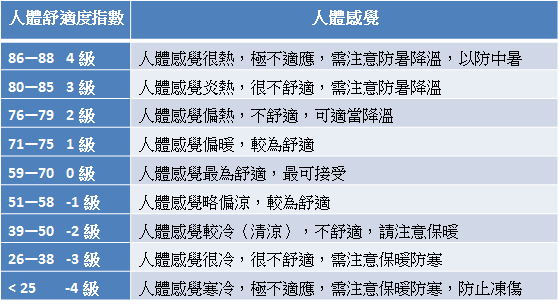 人體舒適度指數 人體感覺
86—88 4 級 人體感覺很熱，極不適應，需注意防暑降溫，以防中暑
80—85 3 級 人體感覺炎熱，很不舒適，需注意防暑降溫
76—79 2 級 人體感覺偏熱，不舒適，可適當降溫
71—75 1 級 人體感覺偏暖，較為舒適
59—70 0 級 人體感覺最為舒適，最可接受
51—58 -1 級 人體感覺略偏涼，較為舒適
39—50 -2 級 人體感覺較冷（清涼），不舒適，請注意保暖
26—38 -3 級 人體感覺很冷，很不舒適，需注意保暖防寒
< 25 -4 級 人體感覺寒冷，極不適應，需注意保暖防寒，防止凍傷